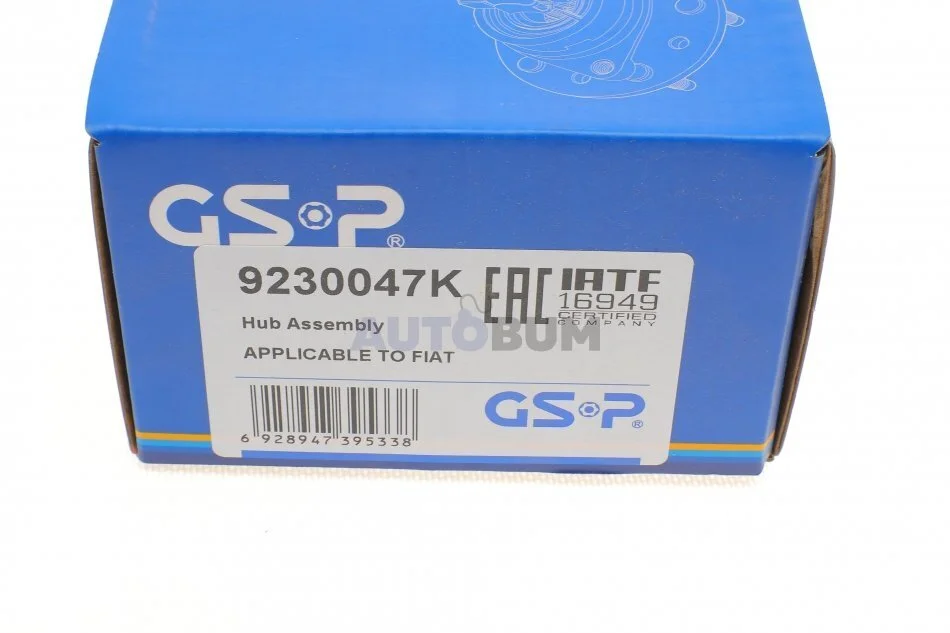 GSP®
9230047K
EAC
IATF
16949
CERTIFIED
COMPANY
Hub Assembly
AUTOBUM
APPLICABLE TO FIAT
GSP®
6 928947 395338